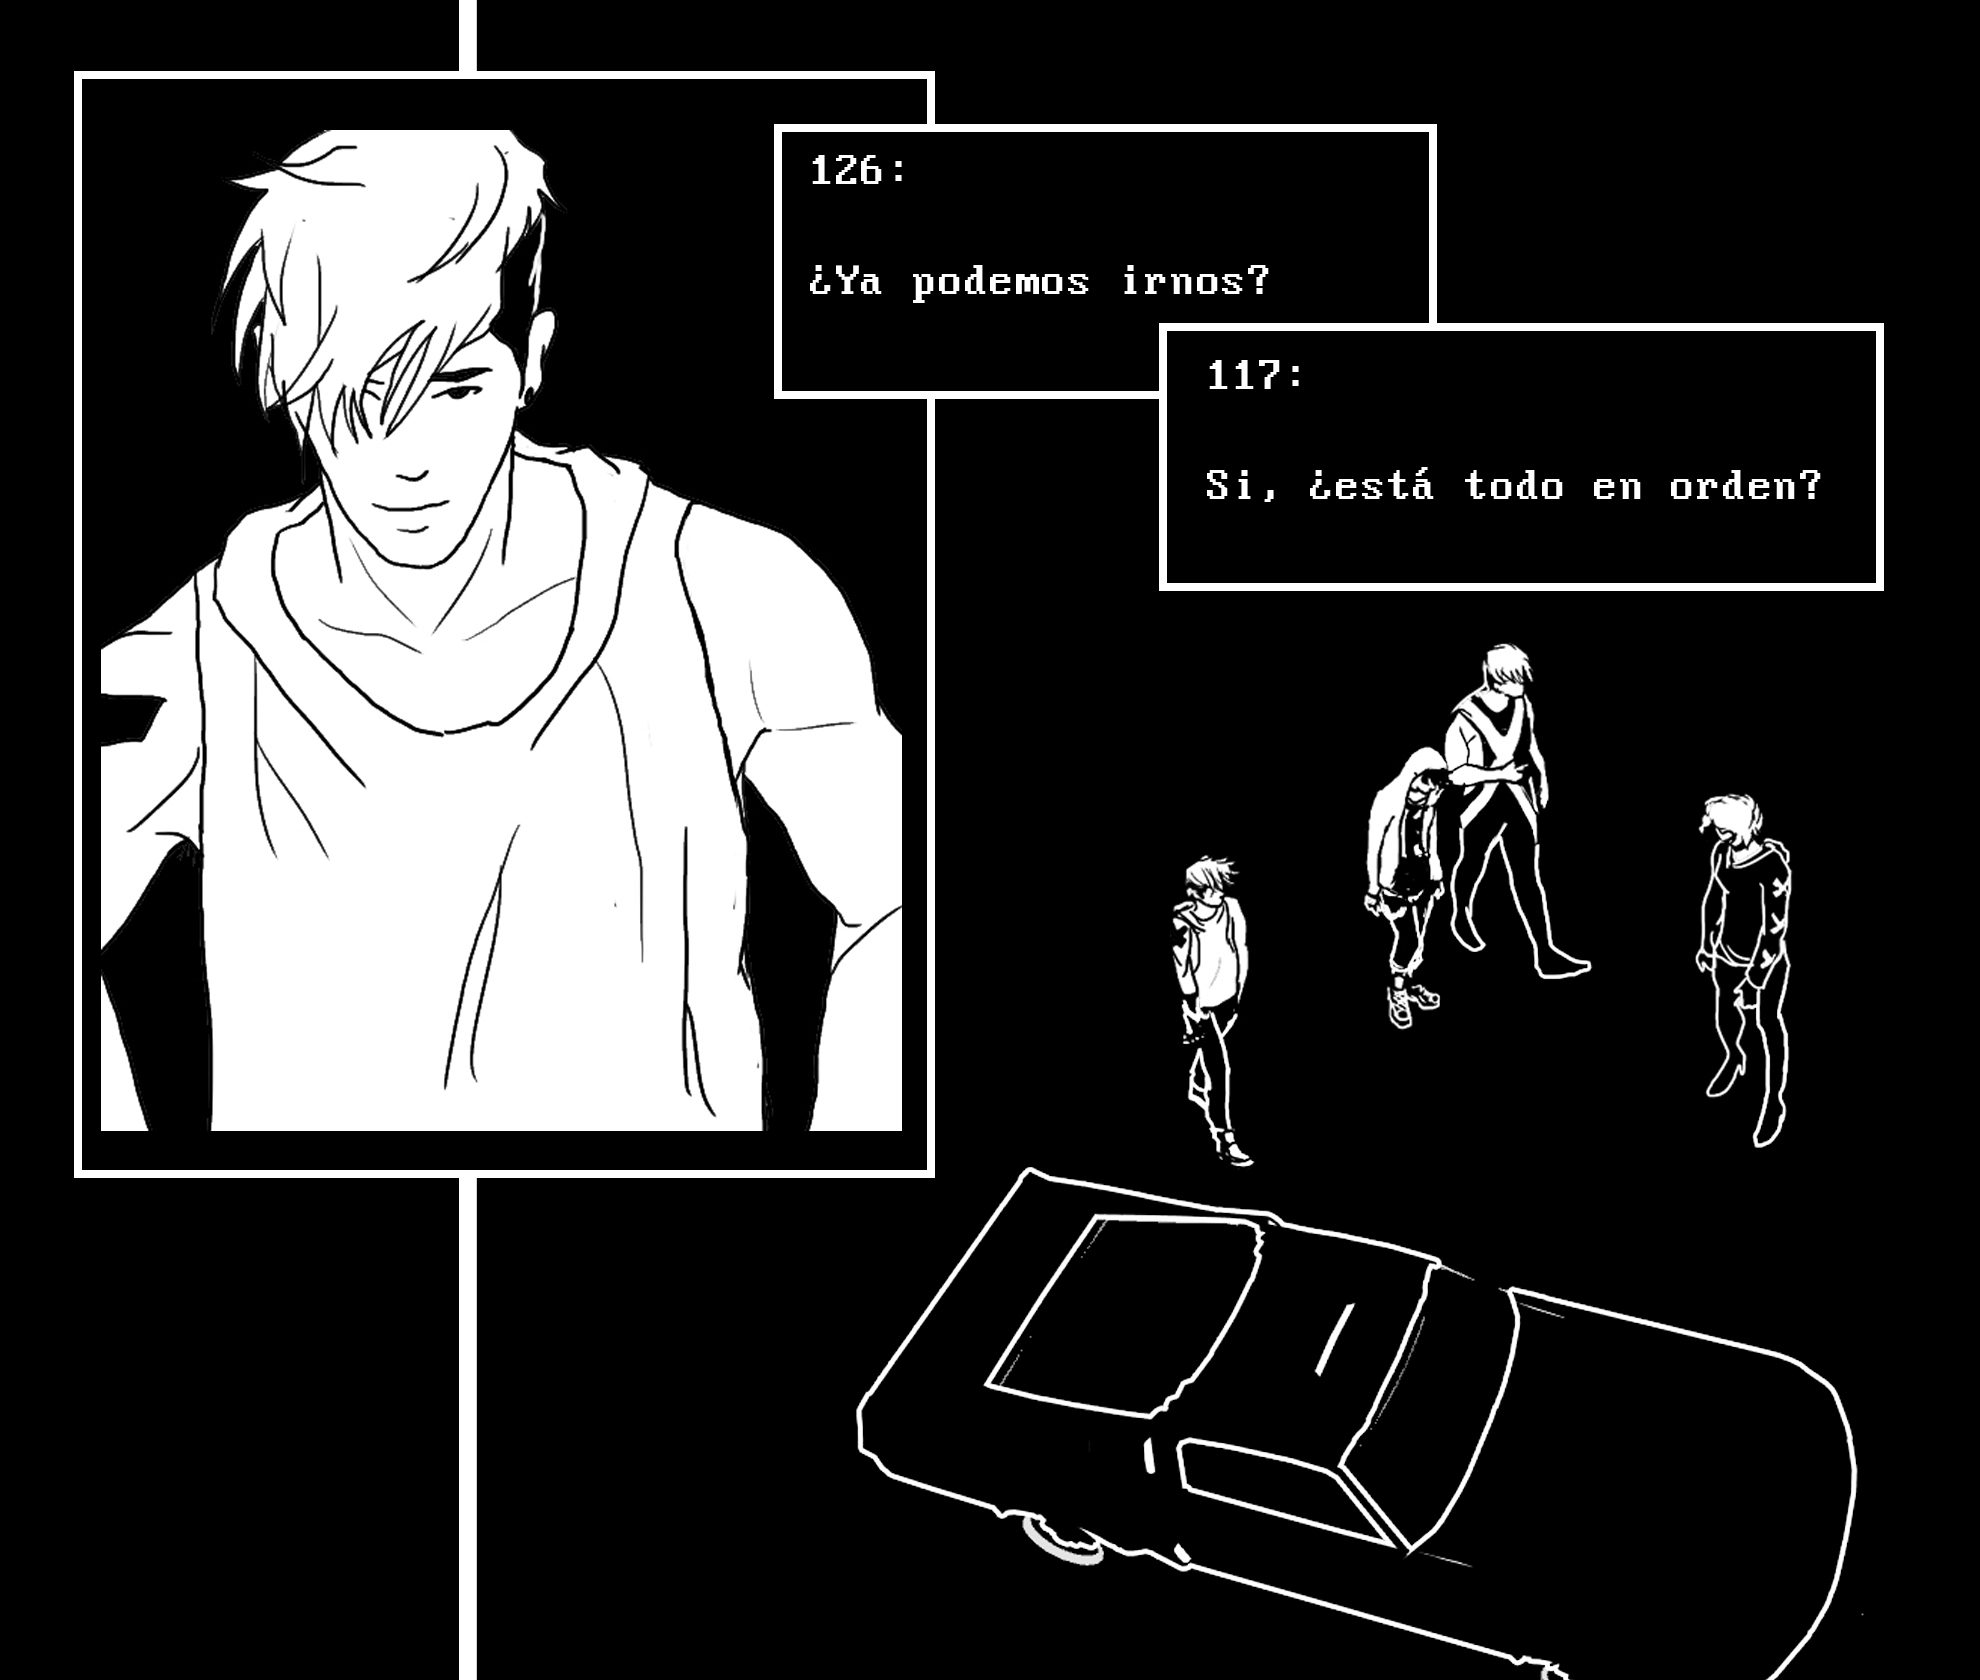 126:
¿Ya podemos irnos?
117:
Si, ¿está todo en orden?